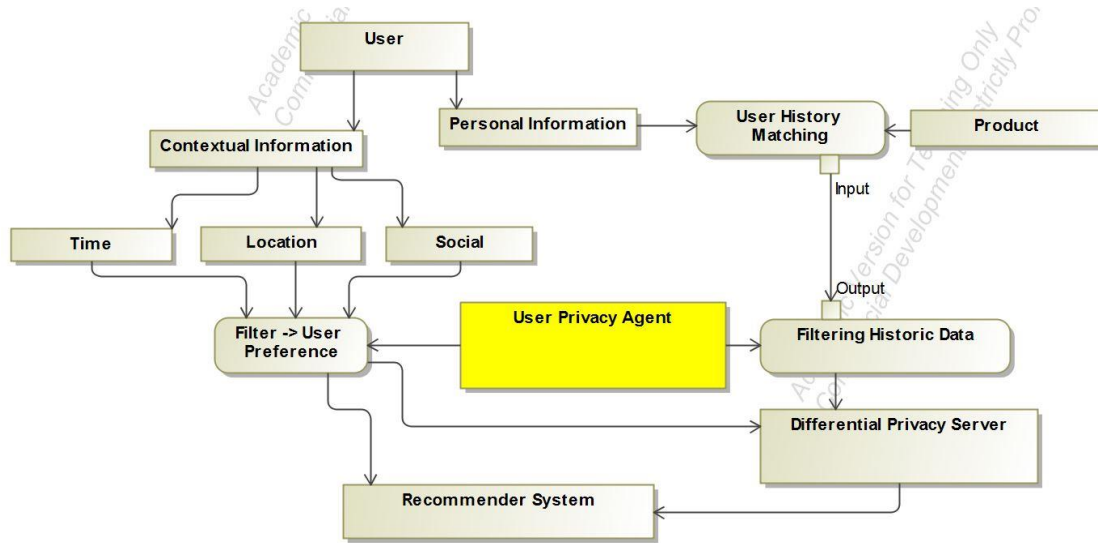 User
Personal Information
User History
Matching
Product
Contextual Information
Input
Time
Location
Social
Output
Filter -> User
Preference
User Privacy Agent
Filtering Historic Data
Differential Privacy Server
Recommender System
Academic